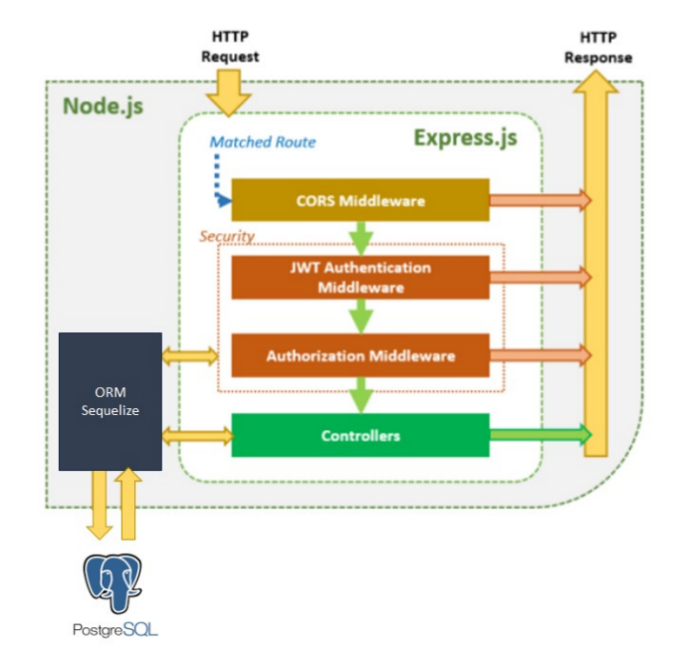 HTTP
Request
HTTP
Response
Node.js
Express.js
Matched Route
CORS Middleware
Security
JWT Authentication
Middleware
Authorization Middleware
ORM
Sequelize
Controllers
PostgreSQL